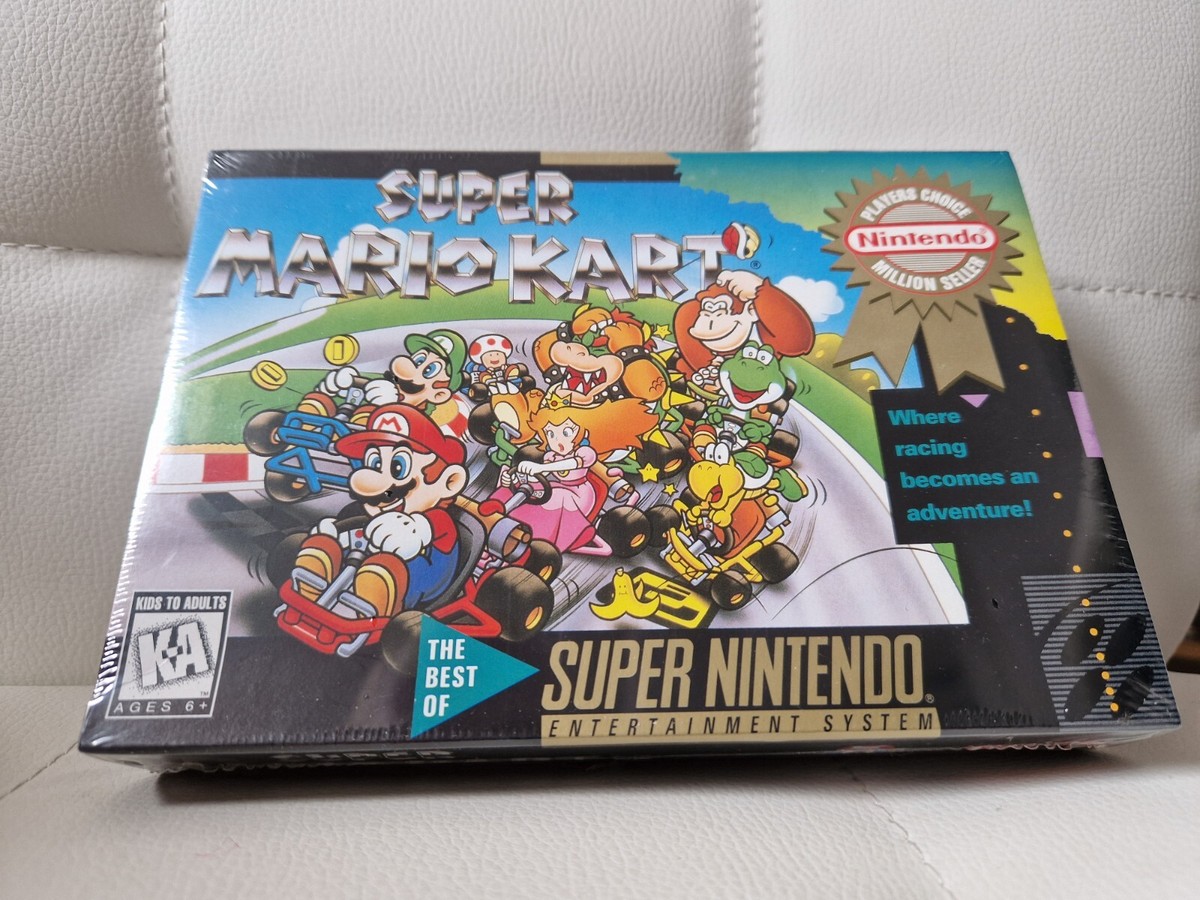 SUPER
MARIO KART
®
PLAYERS CHOICE
Nintendo®
MILLION SELLER
Where
racing
becomes an
adventure!
M
KIDS TO ADULTS
K-A
™
AGES 6+
THE
BEST
OF
SUPER NINTENDO®
ENTERTAINMENT SYSTEM